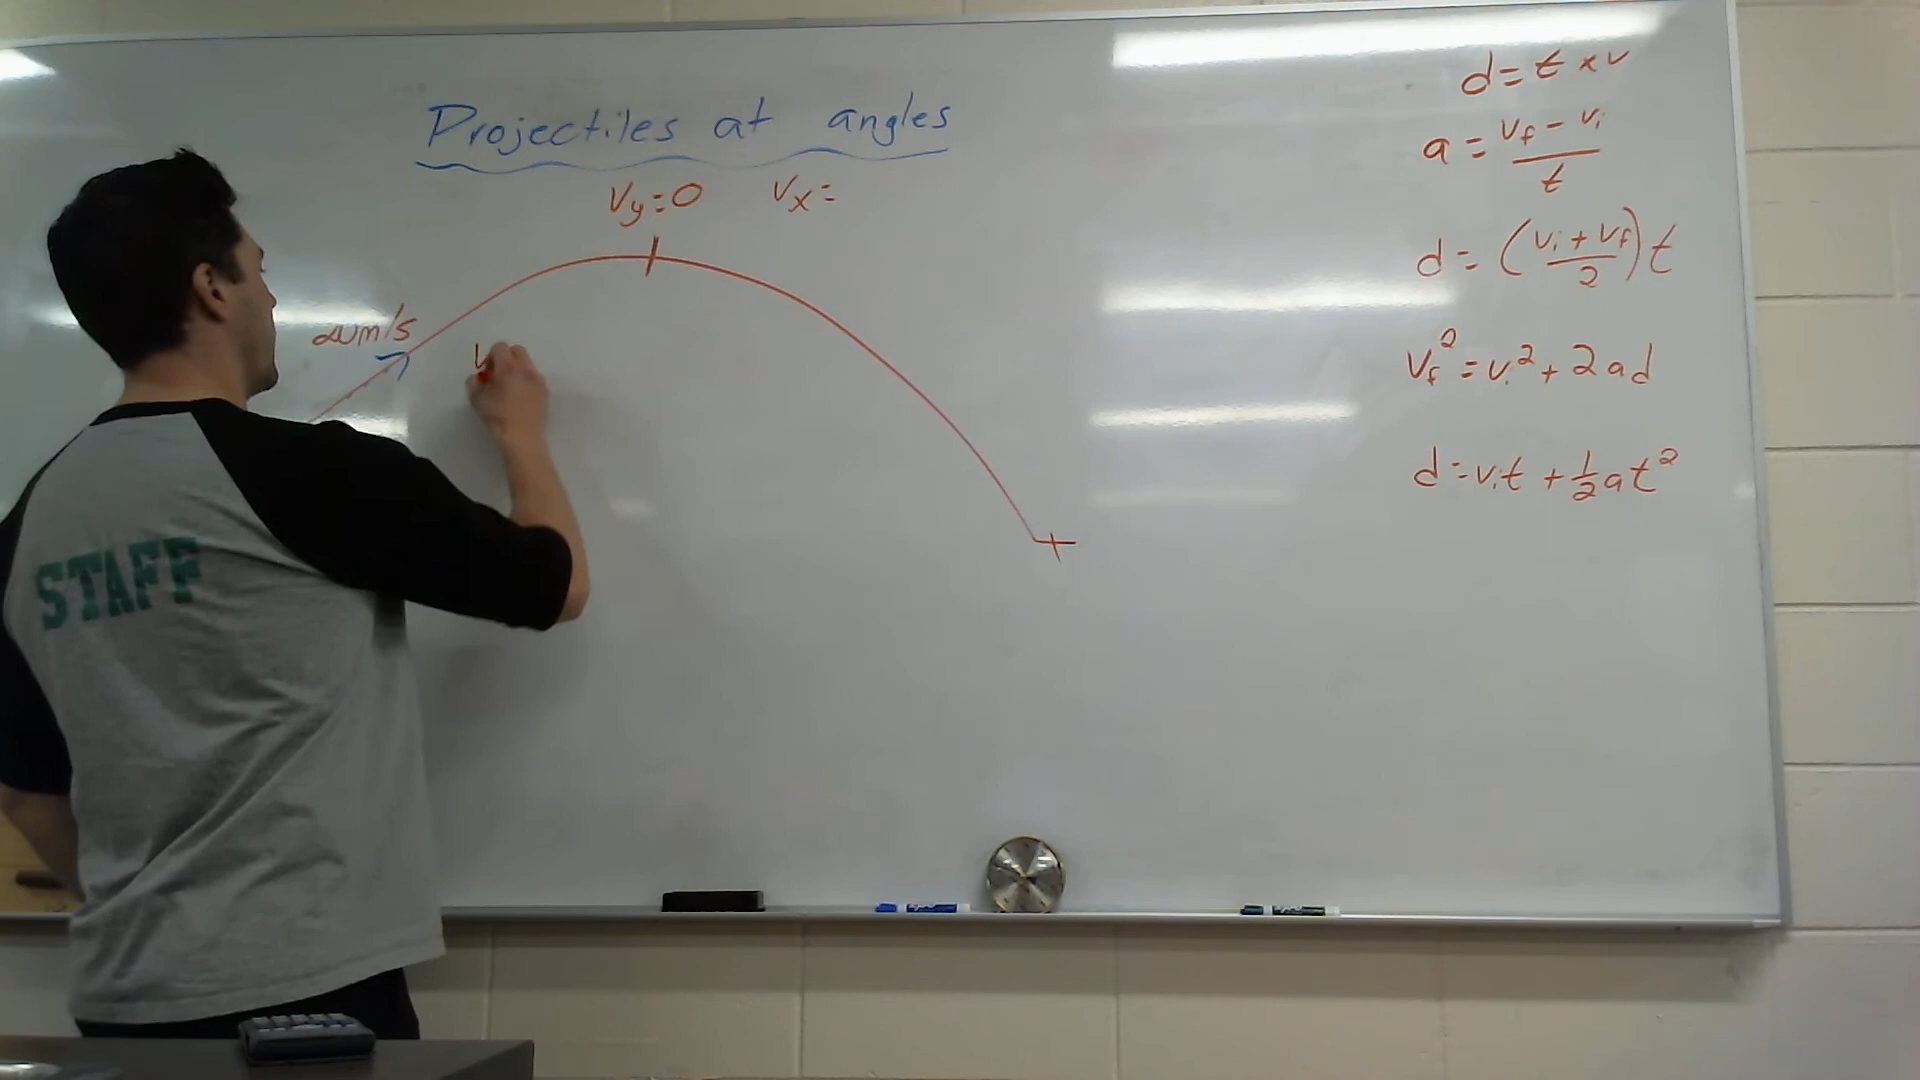 Projectiles at angles
Vy=0 Vx=
20m/s
V
STAFF
d=t×v
a=vf-vi/t
d=(vi+vf/2)t
vf²=vi²+2ad
d=vit+½at²